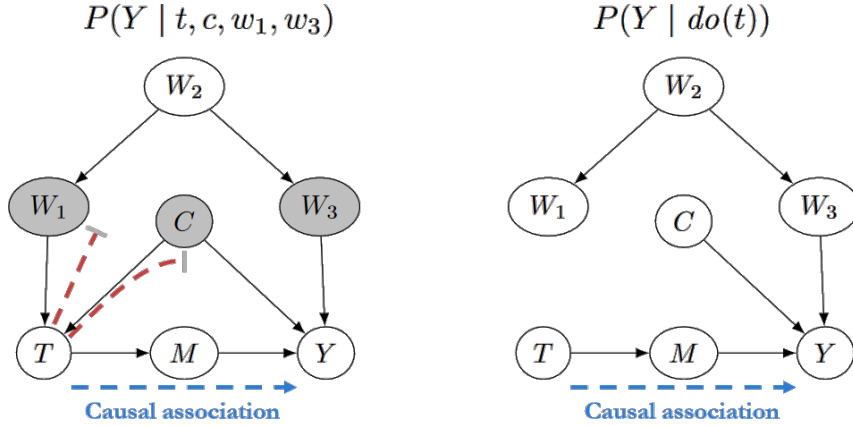 P(Y | t, c, w₁, w₃)
W₂
W₁
C
W₃
T
M
Y
Causal association
P(Y | do(t))
W₂
W₁
C
W₃
T
M
Y
Causal association